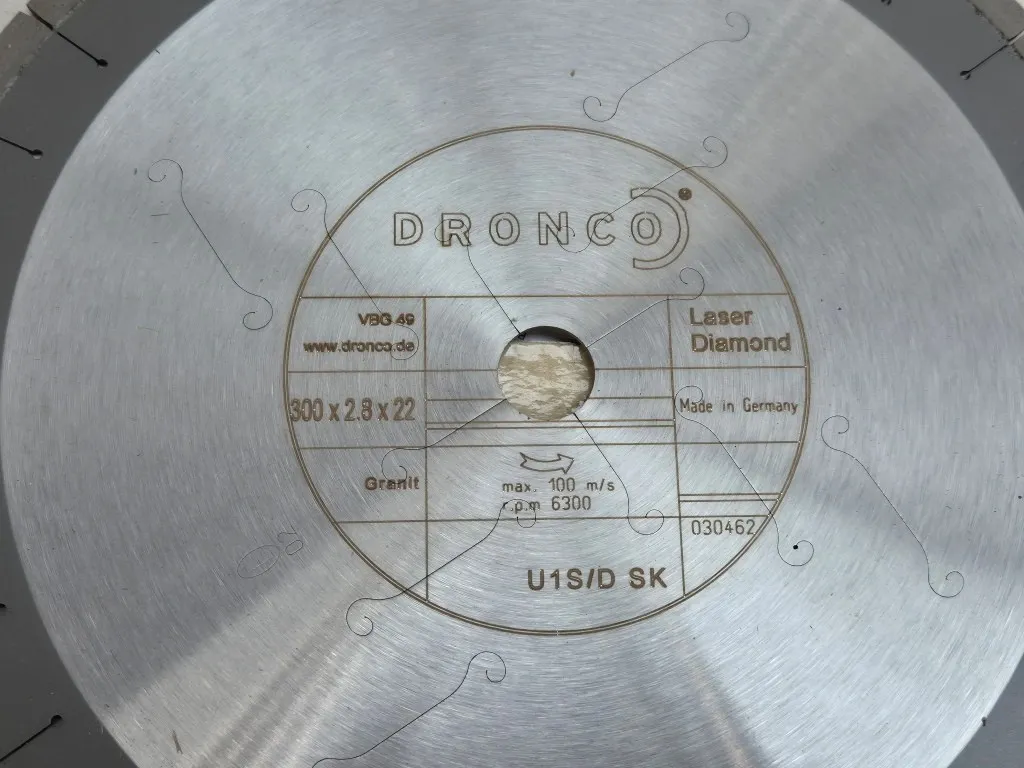 DRONCO
VBG 49
www.dronco.de
Laser
Diamond
300 x 2.8 x 22
Made in Germany
Granit
max. 100 m/s
r.p.m 6300
030462
U1S/D SK